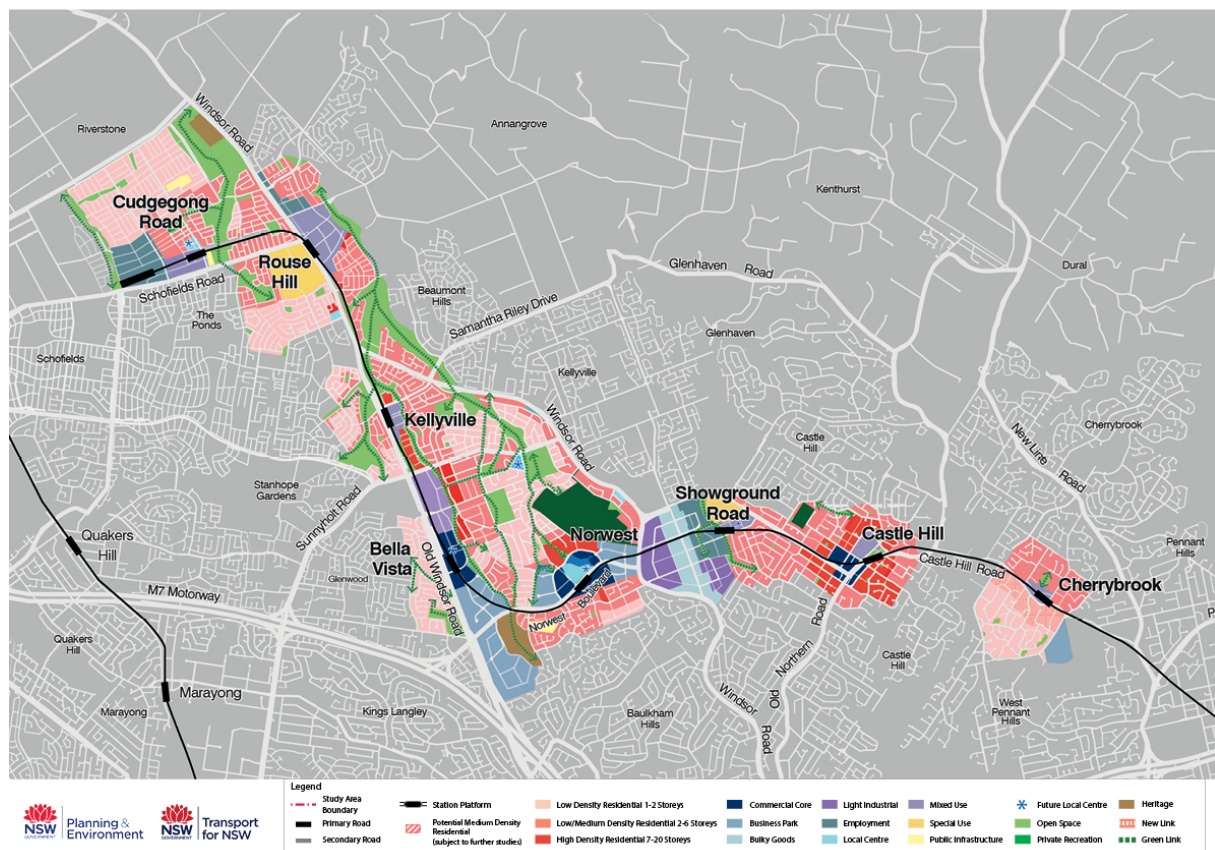 Windsor Road
Riverstone
Annangrove
Kenthurst
Cudgegong
Road
Dural
Rouse
Hill
Glenhaven Road
Schofields Road
Beaumont
Hills
The
Ponds
Samantha Riley Drive
Glenhaven
Schofields
Kellyville
Kellyville
Windsor Road
Cherrybrook
New Line Road
Castle
Hill
Stanhope
Gardens
Sunnyholt Road
Showground
Road
Quakers
Hill
Norwest
Castle Hill
Pennant
Hills
Bella
Vista
Old Windsor Road
Glenwood
Castle Hill Road
Cherrybrook
M7 Motorway
Norwest Boulevard
Quakers
Hill
Old Northern Road
Castle
Hill
Marayong
Marayong
Kings Langley
Baulkham
Hills
Windsor Road
West
Pennant
Hills
Legend
Study Area
Boundary
Primary Road
Secondary Road
Station Platform
Potential Medium Density
Residential
(subject to further studies)
Low Density Residential 1-2 Storeys
Low/Medium Density Residential 2-6 Storeys
High Density Residential 7-20 Storeys
Commercial Core
Business Park
Bulky Goods
Light Industrial
Employment
Local Centre
Mixed Use
Special Use
Public Infrastructure
Future Local Centre
Open Space
Private Recreation
Heritage
New Link
Green Link
NSW
GOVERNMENT
Planning &
Environment
NSW
GOVERNMENT
Transport
for NSW